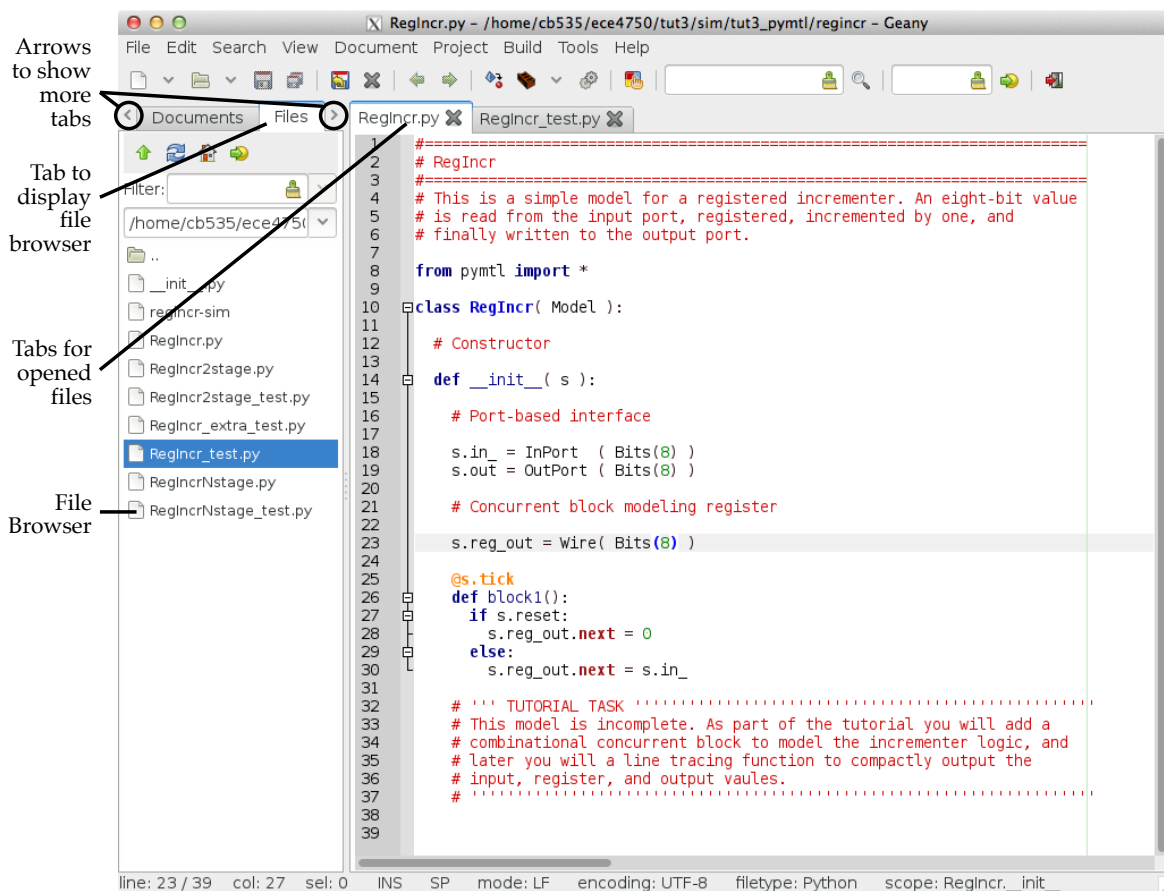 RegIncr.py – /home/cb535/ece4750/tut3/sim/tut3_pymtl/regincr – Geany
File Edit Search View Document Project Build Tools Help
Arrows
to show
more
tabs
Tab to
display
file
browser
Tabs for
opened
files
File
Browser
Documents Files
Filter:
/home/cb535/ece475(
..
__init__.py
regincr-sim
RegIncr.py
RegIncr2stage.py
RegIncr2stage_test.py
RegIncr_extra_test.py
RegIncr_test.py
RegIncrNstage.py
RegIncrNstage_test.py
RegIncr.py RegIncr_test.py
1 #=========================================================================
2 # RegIncr
3 #=========================================================================
4 # This is a simple model for a registered incrementer. An eight-bit value
5 # is read from the input port, registered, incremented by one, and
6 # finally written to the output port.
7
8 from pymtl import *
9
10 class RegIncr( Model ):
11
12   # Constructor
13
14   def __init__( s ):
15
16     # Port-based interface
17
18     s.in_ = InPort  ( Bits(8) )
19     s.out = OutPort ( Bits(8) )
20
21     # Concurrent block modeling register
22
23     s.reg_out = Wire( Bits(8) )
24
25     @s.tick
26     def block1():
27       if s.reset:
28         s.reg_out.next = 0
29       else:
30         s.reg_out.next = s.in_
31
32     # ''' TUTORIAL TASK '''''''''''''''''''''''''''''''''''''''''''''''''''
33     # This model is incomplete. As part of the tutorial you will add a
34     # combinational concurrent block to model the incrementer logic, and
35     # later you will a line tracing function to compactly output the
36     # input, register, and output vaules.
37     # '''''''''''''''''''''''''''''''''''''''''''''''''''''''''''''''''''''
38
39
line: 23 / 39 col: 27 sel: 0 INS SP mode: LF encoding: UTF-8 filetype: Python scope: RegIncr.__init__